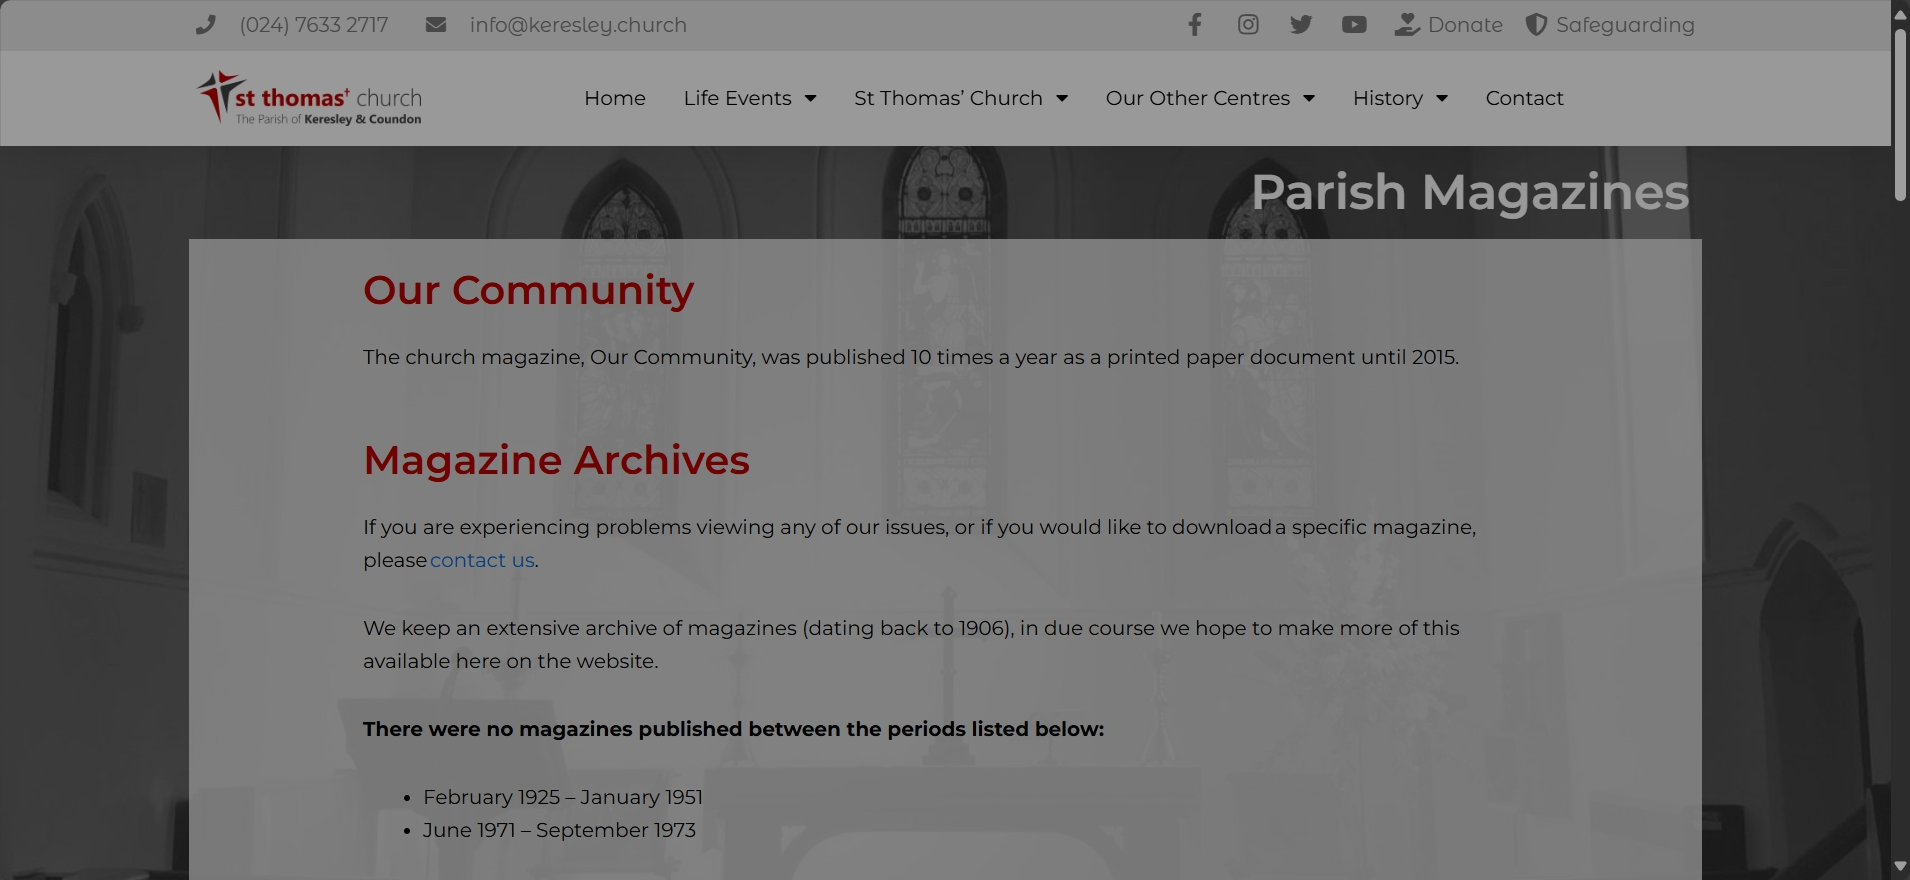 (024) 7633 2717 info@keresley.church Donate Safeguarding
st thomas† church
The Parish of Keresley & Coundon
Home Life Events St Thomas’ Church Our Other Centres History Contact
Parish Magazines
Our Community
The church magazine, Our Community, was published 10 times a year as a printed paper document until 2015.
Magazine Archives
If you are experiencing problems viewing any of our issues, or if you would like to download a specific magazine,
please contact us.
We keep an extensive archive of magazines (dating back to 1906), in due course we hope to make more of this
available here on the website.
There were no magazines published between the periods listed below:
• February 1925 – January 1951
• June 1971 – September 1973